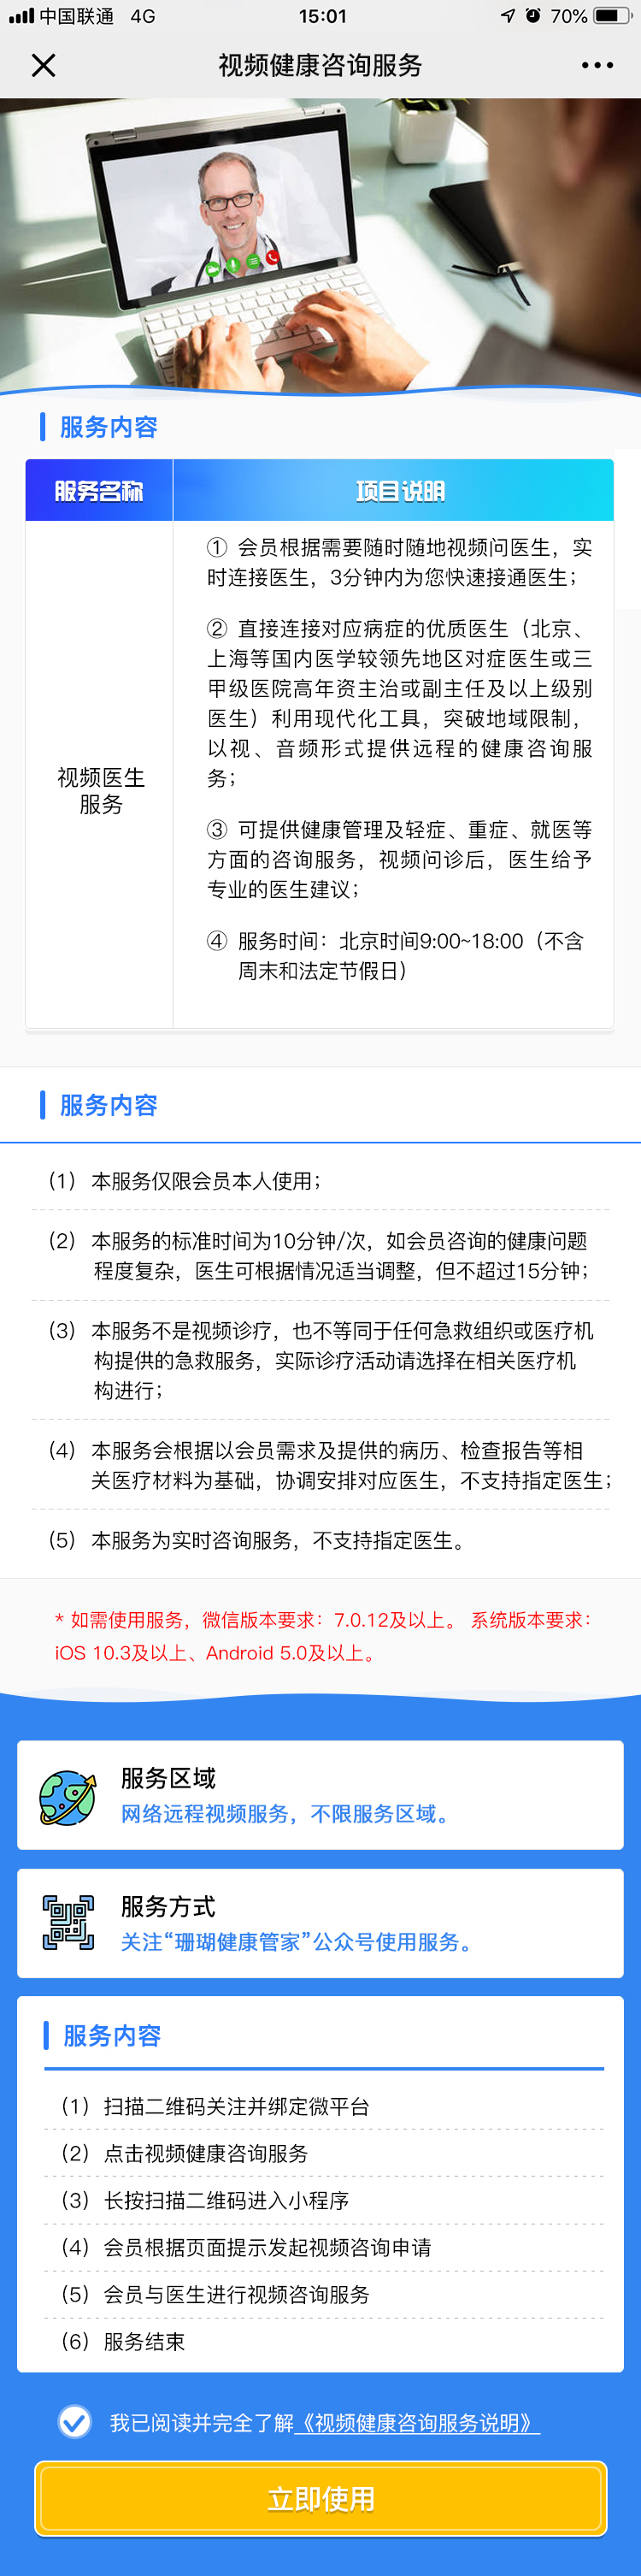 中国联通 4G 15:01 70%
视频健康咨询服务
服务内容
服务名称 项目说明
① 会员根据需要随时随地视频问医生，实
时连接医生，3分钟内为您快速接通医生；
② 直接连接对应病症的优质医生（北京、
上海等国内医学较领先地区对症医生或三
甲级医院高年资主治或副主任及以上级别
医生）利用现代化工具，突破地域限制，
以视、音频形式提供远程的健康咨询服
务；
视频医生
服务
③ 可提供健康管理及轻症、重症、就医等
方面的咨询服务，视频问诊后，医生给予
专业的医生建议；
④ 服务时间：北京时间9:00~18:00（不含
周末和法定节假日）
服务内容
（1） 本服务仅限会员本人使用；
（2） 本服务的标准时间为10分钟/次，如会员咨询的健康问题
程度复杂，医生可根据情况适当调整，但不超过15分钟；
（3） 本服务不是视频诊疗，也不等同于任何急救组织或医疗机
构提供的急救服务，实际诊疗活动请选择在相关医疗机
构进行；
（4） 本服务会根据以会员需求及提供的病历、检查报告等相
关医疗材料为基础，协调安排对应医生，不支持指定医生；
（5） 本服务为实时咨询服务，不支持指定医生。
* 如需使用服务，微信版本要求：7.0.12及以上。 系统版本要求：
iOS 10.3及以上、Android 5.0及以上。
服务区域
网络远程视频服务，不限服务区域。
服务方式
关注“珊瑚健康管家”公众号使用服务。
服务内容
（1）扫描二维码关注并绑定微平台
（2）点击视频健康咨询服务
（3）长按扫描二维码进入小程序
（4）会员根据页面提示发起视频咨询申请
（5）会员与医生进行视频咨询服务
（6）服务结束
我已阅读并完全了解《视频健康咨询服务说明》
立即使用